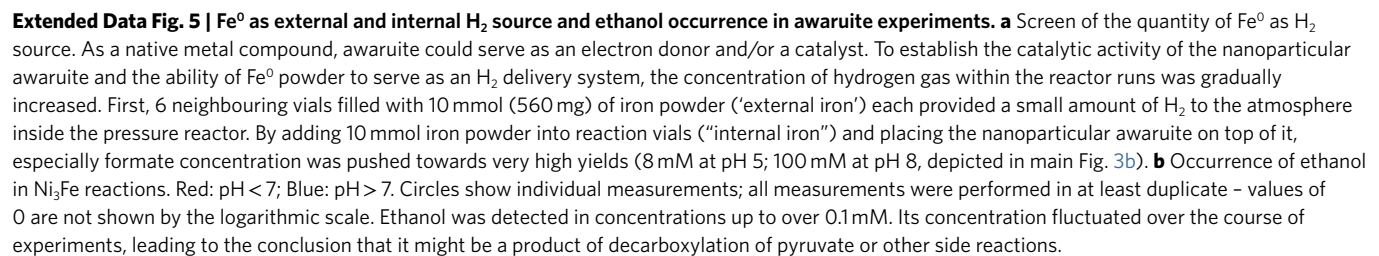 Extended Data Fig. 5 | Fe⁰ as external and internal H₂ source and ethanol occurrence in awaruite experiments. a Screen of the quantity of Fe⁰ as H₂
source. As a native metal compound, awaruite could serve as an electron donor and/or a catalyst. To establish the catalytic activity of the nanoparticular
awaruite and the ability of Fe⁰ powder to serve as an H₂ delivery system, the concentration of hydrogen gas within the reactor runs was gradually
increased. First, 6 neighbouring vials filled with 10 mmol (560 mg) of iron powder (‘external iron’) each provided a small amount of H₂ to the atmosphere
inside the pressure reactor. By adding 10 mmol iron powder into reaction vials (“internal iron”) and placing the nanoparticular awaruite on top of it,
especially formate concentration was pushed towards very high yields (8 mM at pH 5; 100 mM at pH 8, depicted in main Fig. 3b). b Occurrence of ethanol
in Ni₃Fe reactions. Red: pH < 7; Blue: pH > 7. Circles show individual measurements; all measurements were performed in at least duplicate – values of
0 are not shown by the logarithmic scale. Ethanol was detected in concentrations up to over 0.1 mM. Its concentration fluctuated over the course of
experiments, leading to the conclusion that it might be a product of decarboxylation of pyruvate or other side reactions.